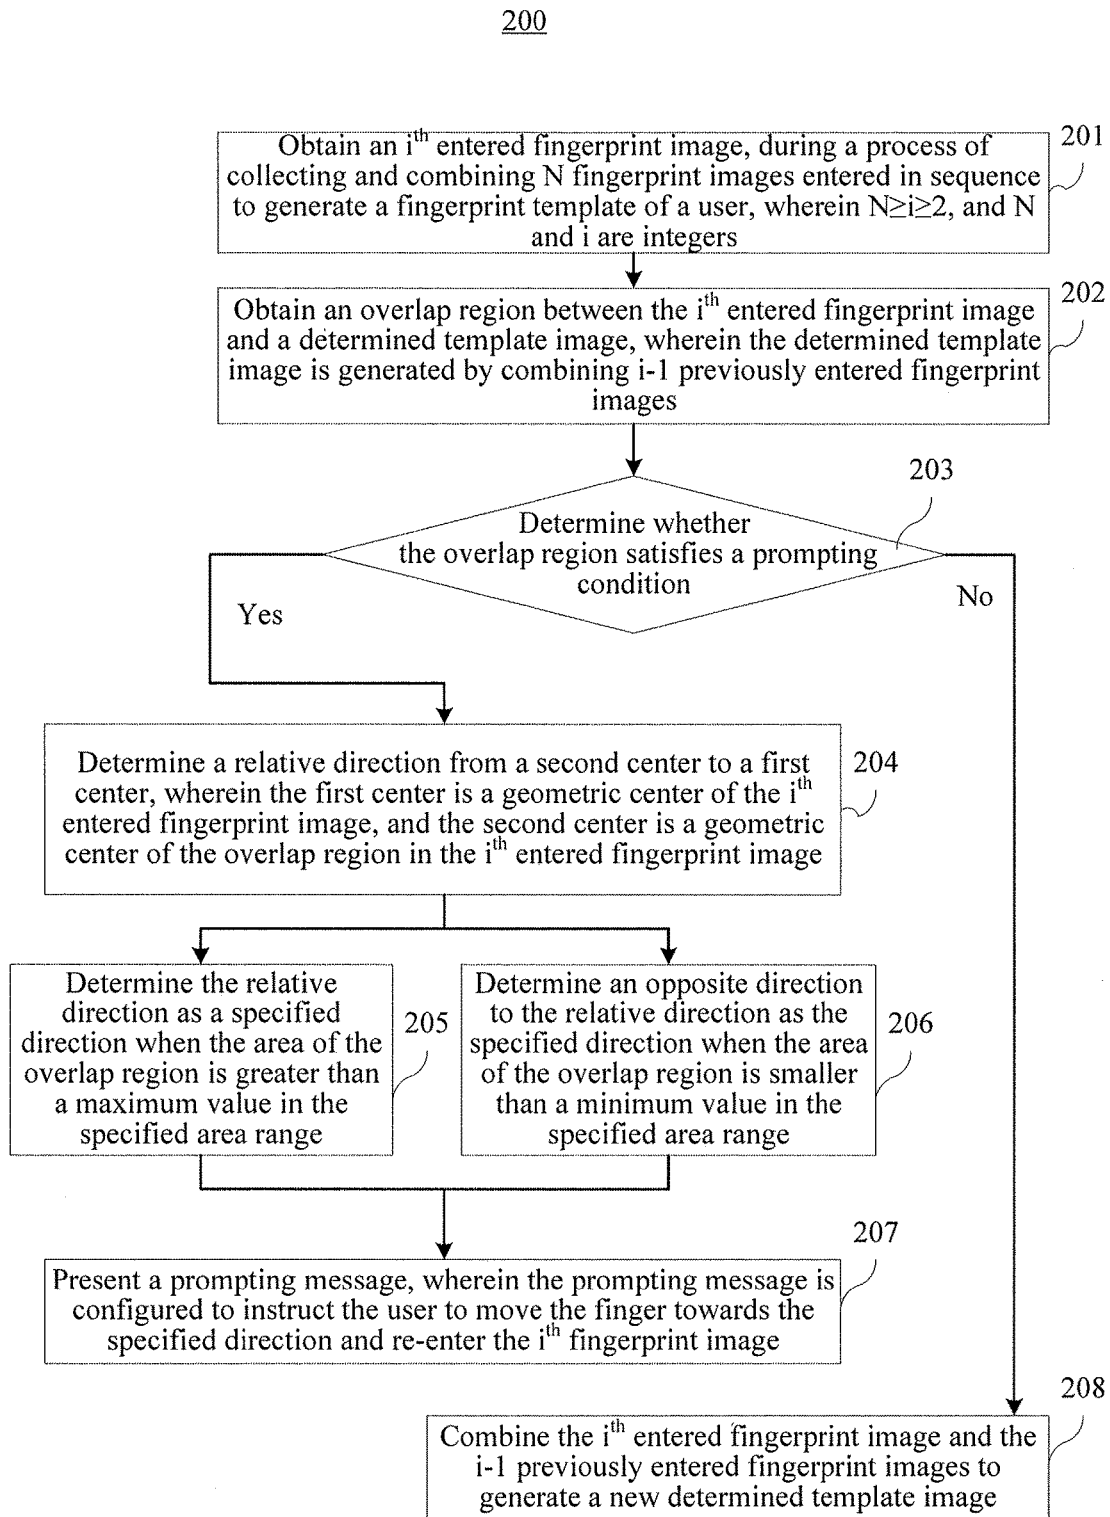 200
Obtain an i^th entered fingerprint image, during a process of
collecting and combining N fingerprint images entered in sequence
to generate a fingerprint template of a user, wherein N≥i≥2, and N
and i are integers
201
Obtain an overlap region between the i^th entered fingerprint image
and a determined template image, wherein the determined template
image is generated by combining i-1 previously entered fingerprint
images
202
Determine whether
the overlap region satisfies a prompting
condition
203
Yes
No
Determine a relative direction from a second center to a first
center, wherein the first center is a geometric center of the i^th
entered fingerprint image, and the second center is a geometric
center of the overlap region in the i^th entered fingerprint image
204
Determine the relative
direction as a specified
direction when the area of the
overlap region is greater than
a maximum value in the
specified area range
205
Determine an opposite direction
to the relative direction as the
specified direction when the area
of the overlap region is smaller
than a minimum value in the
specified area range
206
Present a prompting message, wherein the prompting message is
configured to instruct the user to move the finger towards the
specified direction and re-enter the i^th fingerprint image
207
Combine the i^th entered fingerprint image and the
i-1 previously entered fingerprint images to
generate a new determined template image
208